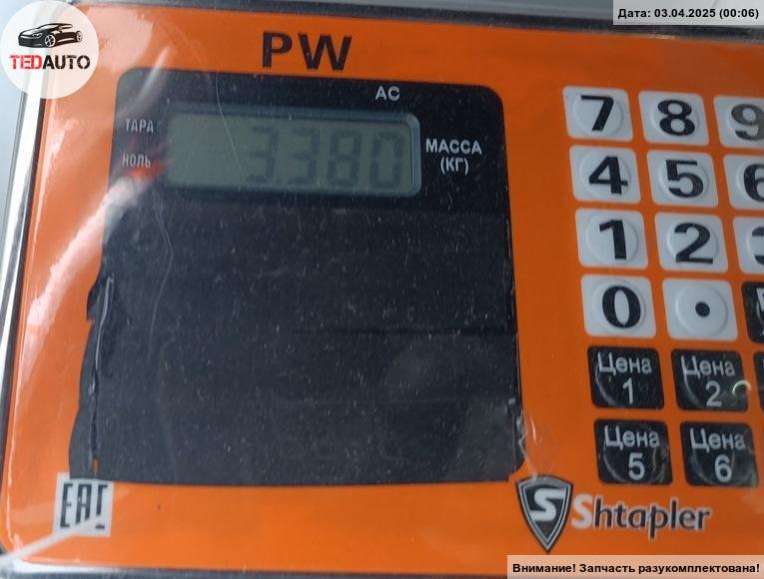 Дата: 03.04.2025 (00:06)
TEDAUTO
PW
AC
ТАРА
НОЛЬ
3.380
МАССА
(КГ)
7 8 9
4 5 6
1 2
0 .
Цена
1
Цена
2
Цена
5
Цена
6
EAC
S Shtapler
Внимание! Запчасть разукомплектована!